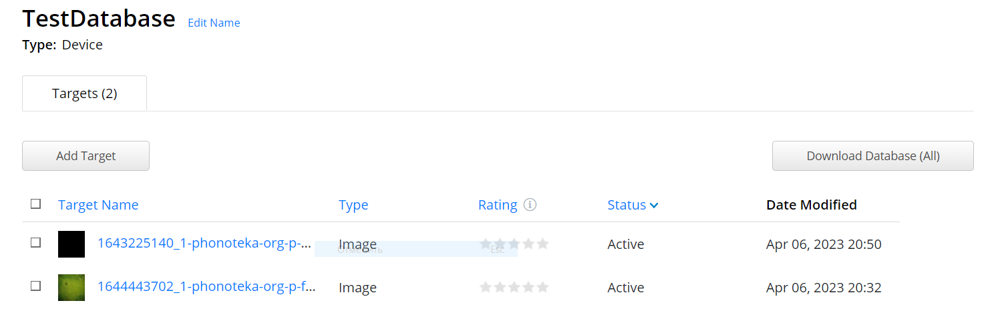 TestDatabase Edit Name
Type: Device
Targets (2)
Add Target Download Database (All)
Target Name Type Rating Status Date Modified
1643225140_1-phonoteka-org-p-... Image Active Apr 06, 2023 20:50
Отменить Esc
1644443702_1-phonoteka-org-p-f... Image Active Apr 06, 2023 20:32